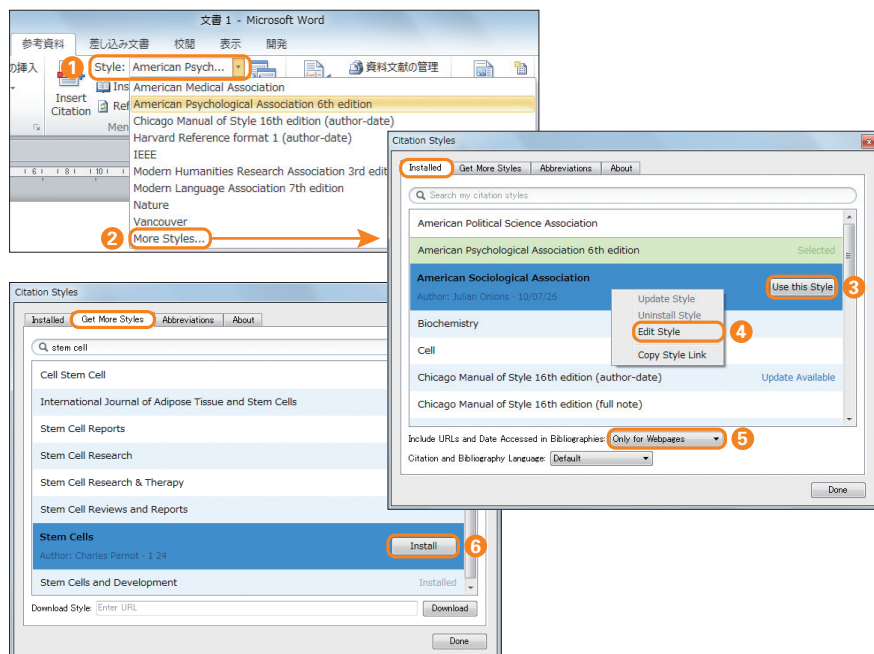 文書 1 - Microsoft Word
参考資料 差し込み文書 校閲 表示 開発
の挿入
1
Style: American Psych...
資料文献の管理
Insert
Citation
Ins
Ref
Men
American Medical Association
American Psychological Association 6th edition
Chicago Manual of Style 16th edition (author-date)
Harvard Reference format 1 (author-date)
IEEE
Modern Humanities Research Association 3rd edit
Modern Language Association 7th edition
Nature
Vancouver
2 More Styles...
6 8 10
Citation Styles
Installed Get More Styles Abbreviations About
Search my citation styles
American Political Science Association
American Psychological Association 6th edition Selected
American Sociological Association
Author: Julian Onions - 10/07/26
Use this Style 3
Update Style
Uninstall Style
Edit Style 4
Copy Style Link
Biochemistry
Cell
Chicago Manual of Style 16th edition (author-date) Update Available
Chicago Manual of Style 16th edition (full note)
Include URLs and Date Accessed in Bibliographies: Only for Webpages 5
Citation and Bibliography Language: Default
Done
Citation Styles
Installed Get More Styles Abbreviations About
stem cell
Cell Stem Cell
International Journal of Adipose Tissue and Stem Cells
Stem Cell Reports
Stem Cell Research
Stem Cell Research & Therapy
Stem Cell Reviews and Reports
Stem Cells
Author: Charles Parnot - 1 24
Install 6
Stem Cells and Development Installed
Download Style: Enter URL Download
Done